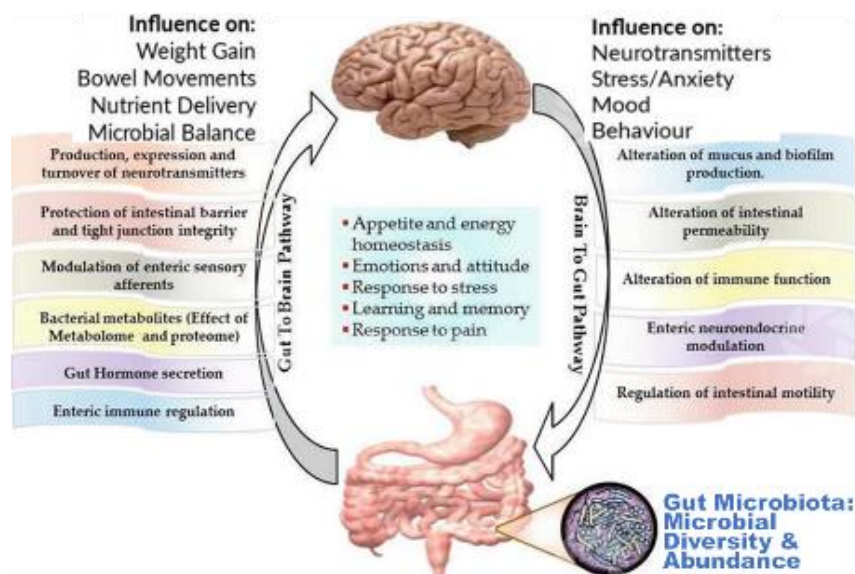 Influence on:
Weight Gain
Bowel Movements
Nutrient Delivery
Microbial Balance
Production, expression and
turnover of neurotransmitters
Protection of intestinal barrier
and tight junction integrity
Modulation of enteric sensory
afferents
Bacterial metabolites (Effect of
Metabolome and proteome)
Gut Hormone secretion
Enteric immune regulation
Gut To Brain Pathway
▪ Appetite and energy
homeostasis
▪ Emotions and attitude
▪ Response to stress
▪ Learning and memory
▪ Response to pain
Brain To Gut Pathway
Influence on:
Neurotransmitters
Stress/Anxiety
Mood
Behaviour
Alteration of mucus and biofilm
production.
Alteration of intestinal
permeability
Alteration of immune function
Enteric neuroendocrine
modulation
Regulation of intestinal motility
Gut Microbiota:
Microbial
Diversity &
Abundance